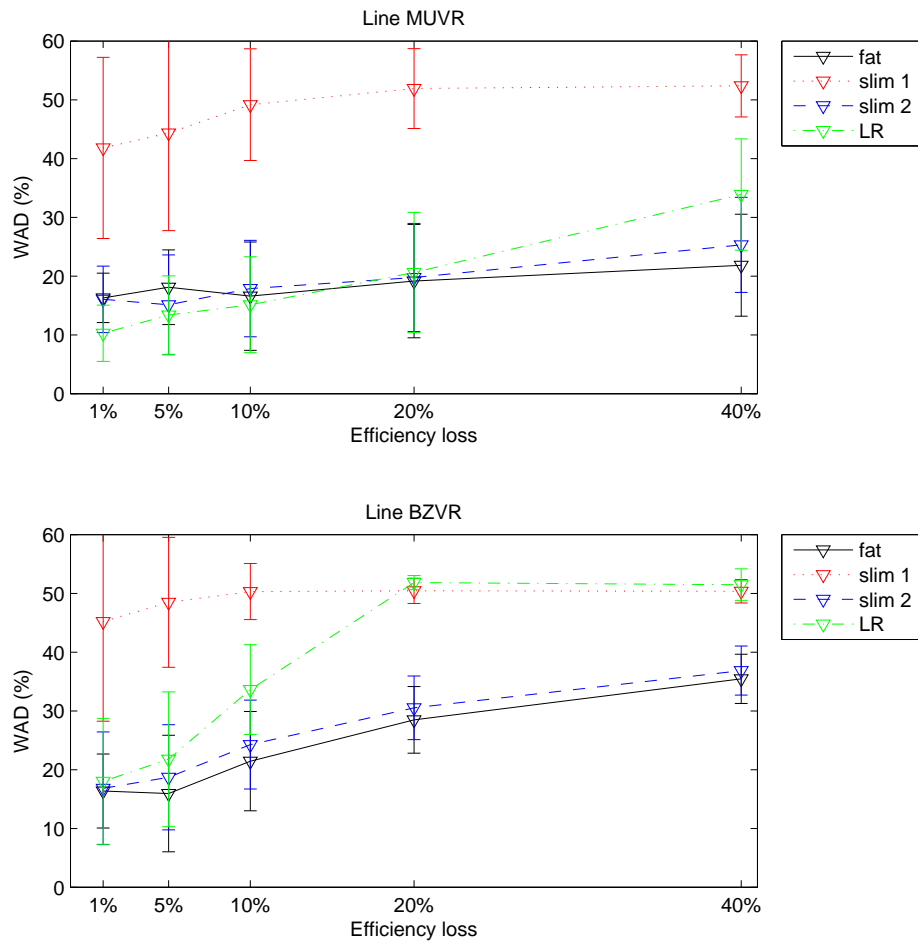 Line MUVR
60
50
40
30
20
10
0
WAD (%)
1% 5% 10% 20% 40%
Efficiency loss
fat
slim 1
slim 2
LR
Line BZVR
60
50
40
30
20
10
0
WAD (%)
1% 5% 10% 20% 40%
Efficiency loss
fat
slim 1
slim 2
LR